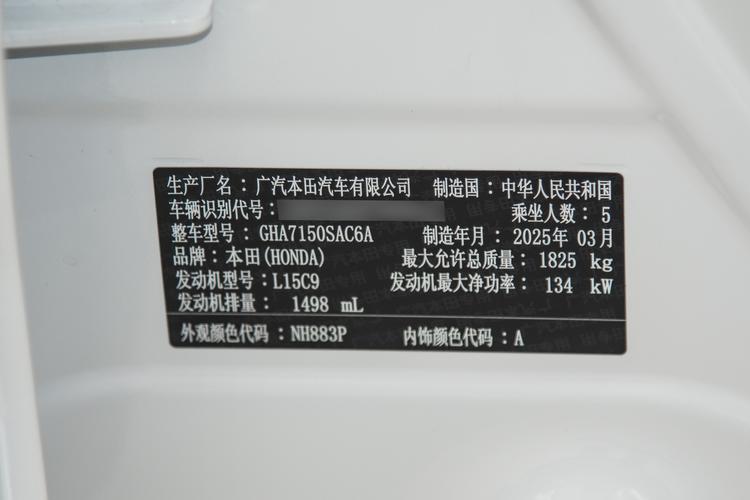 生产厂名：广汽本田汽车有限公司 制造国：中华人民共和国
车辆识别代号： 乘坐人数：5
整车型号：GHA7150SAC6A 制造年月：2025年 03月
品牌：本田(HONDA) 最大允许总质量：1825 kg
发动机型号：L15C9 发动机最大净功率：134 kW
发动机排量：1498 mL
外观颜色代码：NH883P 内饰颜色代码：A